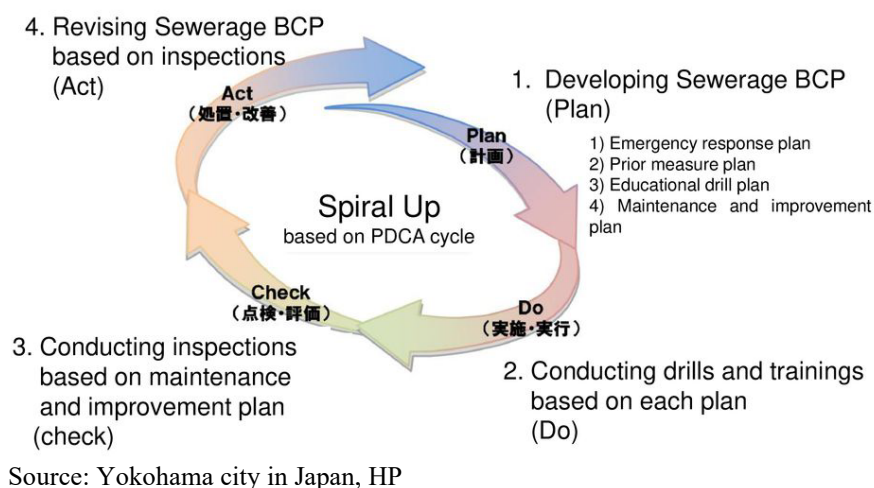 4. Revising Sewerage BCP
based on inspections
(Act)
Act
（処置・改善）
1. Developing Sewerage BCP
(Plan)
Plan
（計画）
1) Emergency response plan
2) Prior measure plan
3) Educational drill plan
4) Maintenance and improvement
plan
Spiral Up
based on PDCA cycle
Check
（点検・評価）
Do
（実施・実行）
3. Conducting inspections
based on maintenance
and improvement plan
(check)
2. Conducting drills and trainings
based on each plan
(Do)
Source: Yokohama city in Japan, HP